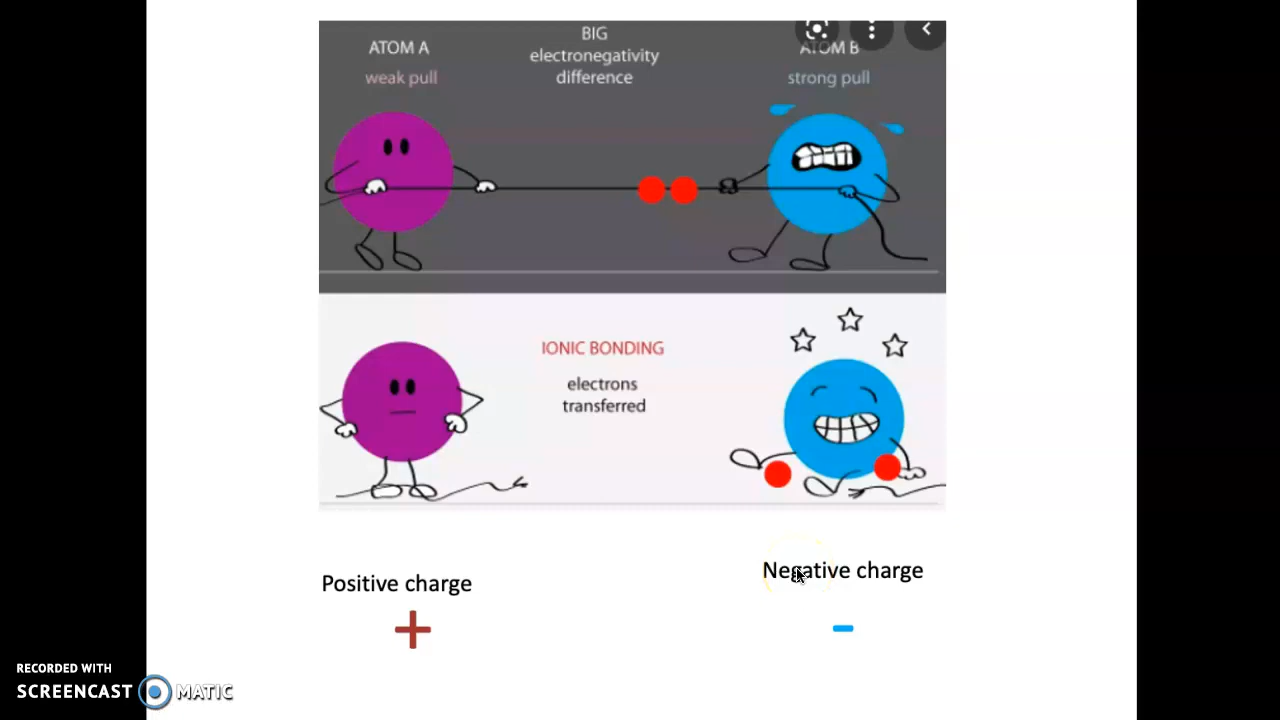 ATOM A
weak pull
BIG
electronegativity
difference
ATOM B
strong pull
IONIC BONDING
electrons
transferred
Positive charge
+
Negative charge
-
RECORDED WITH
SCREENCAST MATIC